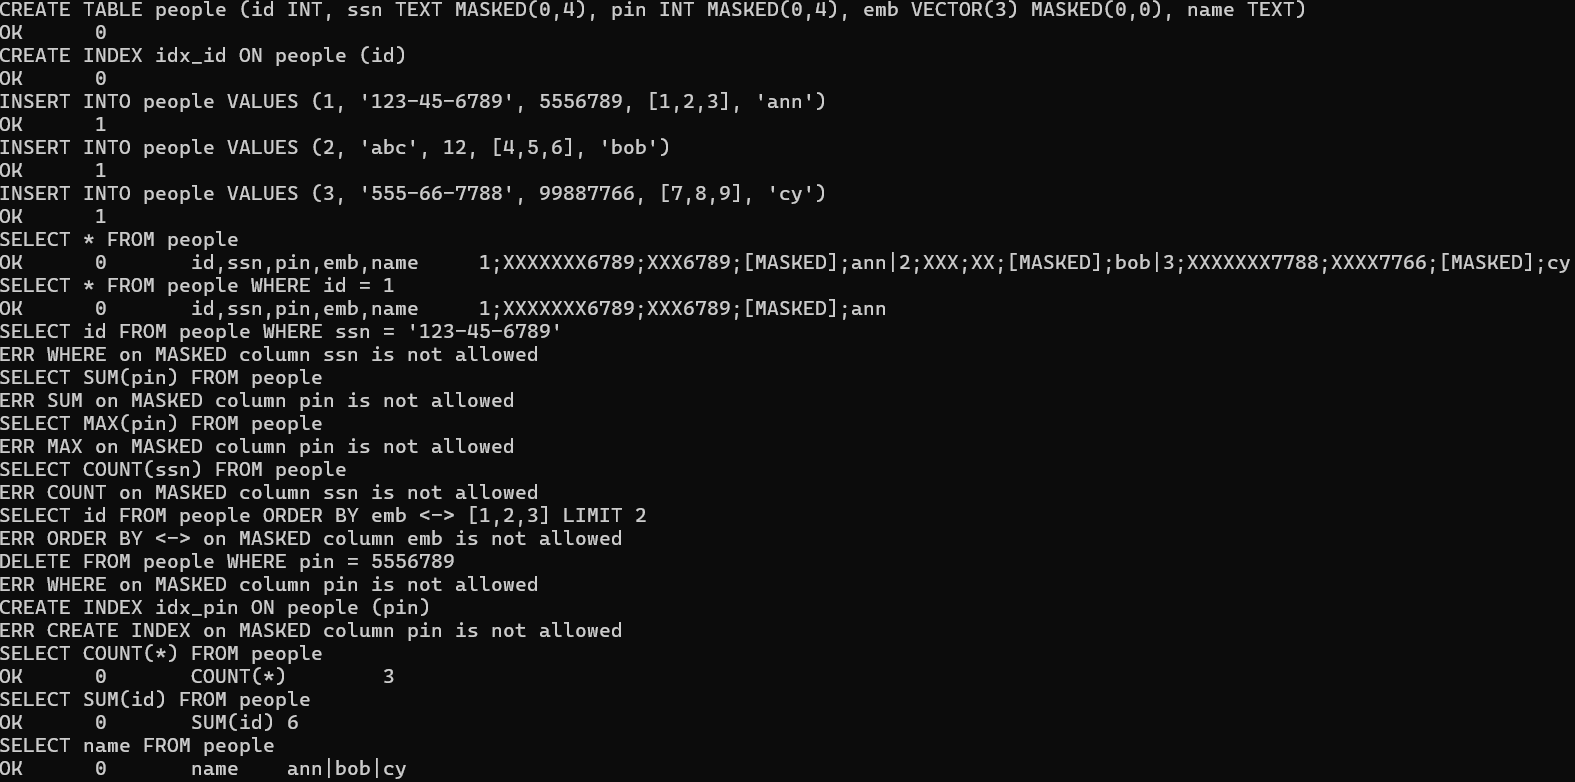 CREATE TABLE people (id INT, ssn TEXT MASKED(0,4), pin INT MASKED(0,4), emb VECTOR(3) MASKED(0,0), name TEXT)
OK      0
CREATE INDEX idx_id ON people (id)
OK      0
INSERT INTO people VALUES (1, '123-45-6789', 5556789, [1,2,3], 'ann')
OK      1
INSERT INTO people VALUES (2, 'abc', 12, [4,5,6], 'bob')
OK      1
INSERT INTO people VALUES (3, '555-66-7788', 99887766, [7,8,9], 'cy')
OK      1
SELECT * FROM people
OK      0       id,ssn,pin,emb,name     1;XXXXXXX6789;XXX6789;[MASKED];ann|2;XXX;XX;[MASKED];bob|3;XXXXXXX7788;XXXX7766;[MASKED];cy
SELECT * FROM people WHERE id = 1
OK      0       id,ssn,pin,emb,name     1;XXXXXXX6789;XXX6789;[MASKED];ann
SELECT id FROM people WHERE ssn = '123-45-6789'
ERR WHERE on MASKED column ssn is not allowed
SELECT SUM(pin) FROM people
ERR SUM on MASKED column pin is not allowed
SELECT MAX(pin) FROM people
ERR MAX on MASKED column pin is not allowed
SELECT COUNT(ssn) FROM people
ERR COUNT on MASKED column ssn is not allowed
SELECT id FROM people ORDER BY emb <-> [1,2,3] LIMIT 2
ERR ORDER BY <-> on MASKED column emb is not allowed
DELETE FROM people WHERE pin = 5556789
ERR WHERE on MASKED column pin is not allowed
CREATE INDEX idx_pin ON people (pin)
ERR CREATE INDEX on MASKED column pin is not allowed
SELECT COUNT(*) FROM people
OK      0       COUNT(*)        3
SELECT SUM(id) FROM people
OK      0       SUM(id) 6
SELECT name FROM people
OK      0       name    ann|bob|cy